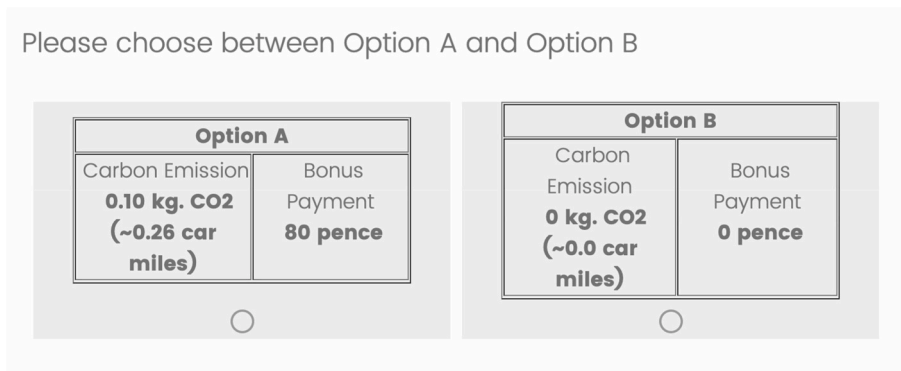 Please choose between Option A and Option B
Option A
Carbon Emission
0.10 kg. CO2
(~0.26 car
miles)
Bonus
Payment
80 pence
Option B
Carbon
Emission
0 kg. CO2
(~0.0 car
miles)
Bonus
Payment
0 pence